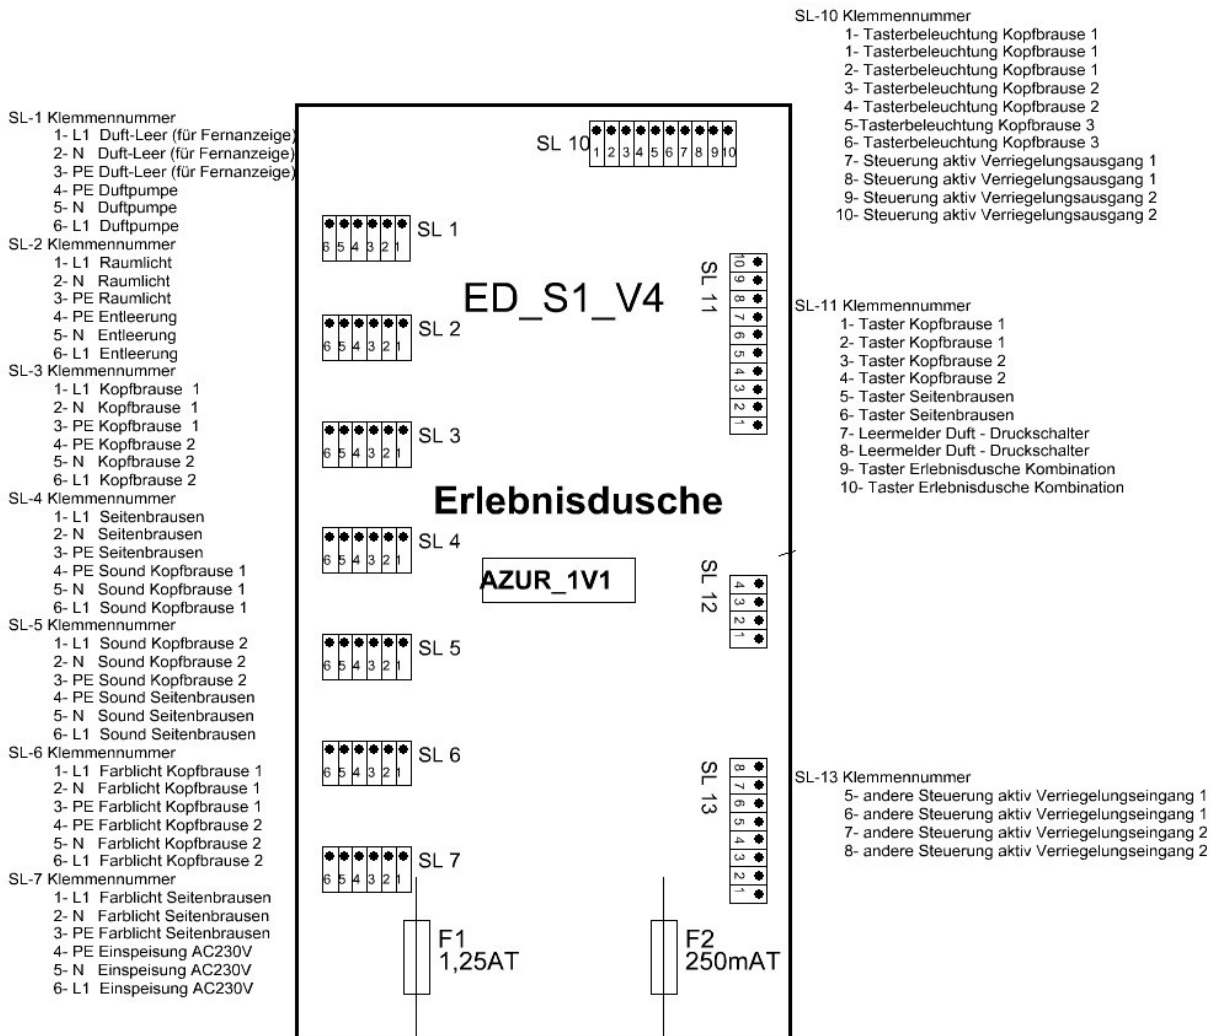 SL-1 Klemmennummer
1- L1 Duft-Leer (für Fernanzeige)
2- N Duft-Leer (für Fernanzeige)
3- PE Duft-Leer (für Fernanzeige)
4- PE Duftpumpe
5- N Duftpumpe
6- L1 Duftpumpe
SL-2 Klemmennummer
1- L1 Raumlicht
2- N Raumlicht
3- PE Raumlicht
4- PE Entleerung
5- N Entleerung
6- L1 Entleerung
SL-3 Klemmennummer
1- L1 Kopfbrause 1
2- N Kopfbrause 1
3- PE Kopfbrause 1
4- PE Kopfbrause 2
5- N Kopfbrause 2
6- L1 Kopfbrause 2
SL-4 Klemmennummer
1- L1 Seitenbrausen
2- N Seitenbrausen
3- PE Seitenbrausen
4- PE Sound Kopfbrause 1
5- N Sound Kopfbrause 1
6- L1 Sound Kopfbrause 1
SL-5 Klemmennummer
1- L1 Sound Kopfbrause 2
2- N Sound Kopfbrause 2
3- PE Sound Kopfbrause 2
4- PE Sound Seitenbrausen
5- N Sound Seitenbrausen
6- L1 Sound Seitenbrausen
SL-6 Klemmennummer
1- L1 Farblicht Kopfbrause 1
2- N Farblicht Kopfbrause 1
3- PE Farblicht Kopfbrause 1
4- PE Farblicht Kopfbrause 2
5- N Farblicht Kopfbrause 2
6- L1 Farblicht Kopfbrause 2
SL-7 Klemmennummer
1- L1 Farblicht Seitenbrausen
2- N Farblicht Seitenbrausen
3- PE Farblicht Seitenbrausen
4- PE Einspeisung AC230V
5- N Einspeisung AC230V
6- L1 Einspeisung AC230V
SL 10
1 2 3 4 5 6 7 8 9 10
6 5 4 3 2 1
SL 1
ED_S1_V4
6 5 4 3 2 1
SL 2
6 5 4 3 2 1
SL 3
Erlebnisdusche
6 5 4 3 2 1
SL 4
AZUR_1V1
6 5 4 3 2 1
SL 5
6 5 4 3 2 1
SL 6
6 5 4 3 2 1
SL 7
SL 11
10 9 8 7 6 5 4 3 2 1
SL 12
4 3 2 1
SL 13
8 7 6 5 4 3 2 1
F1
1,25AT
F2
250mAT
SL-10 Klemmennummer
1- Tasterbeleuchtung Kopfbrause 1
1- Tasterbeleuchtung Kopfbrause 1
2- Tasterbeleuchtung Kopfbrause 1
3- Tasterbeleuchtung Kopfbrause 2
4- Tasterbeleuchtung Kopfbrause 2
5-Tasterbeleuchtung Kopfbrause 3
6- Tasterbeleuchtung Kopfbrause 3
7- Steuerung aktiv Verriegelungsausgang 1
8- Steuerung aktiv Verriegelungsausgang 1
9- Steuerung aktiv Verriegelungsausgang 2
10- Steuerung aktiv Verriegelungsausgang 2
SL-11 Klemmennummer
1- Taster Kopfbrause 1
2- Taster Kopfbrause 1
3- Taster Kopfbrause 2
4- Taster Kopfbrause 2
5- Taster Seitenbrausen
6- Taster Seitenbrausen
7- Leermelder Duft - Druckschalter
8- Leermelder Duft - Druckschalter
9- Taster Erlebnisdusche Kombination
10- Taster Erlebnisdusche Kombination
SL-13 Klemmennummer
5- andere Steuerung aktiv Verriegelungseingang 1
6- andere Steuerung aktiv Verriegelungseingang 1
7- andere Steuerung aktiv Verriegelungseingang 2
8- andere Steuerung aktiv Verriegelungseingang 2